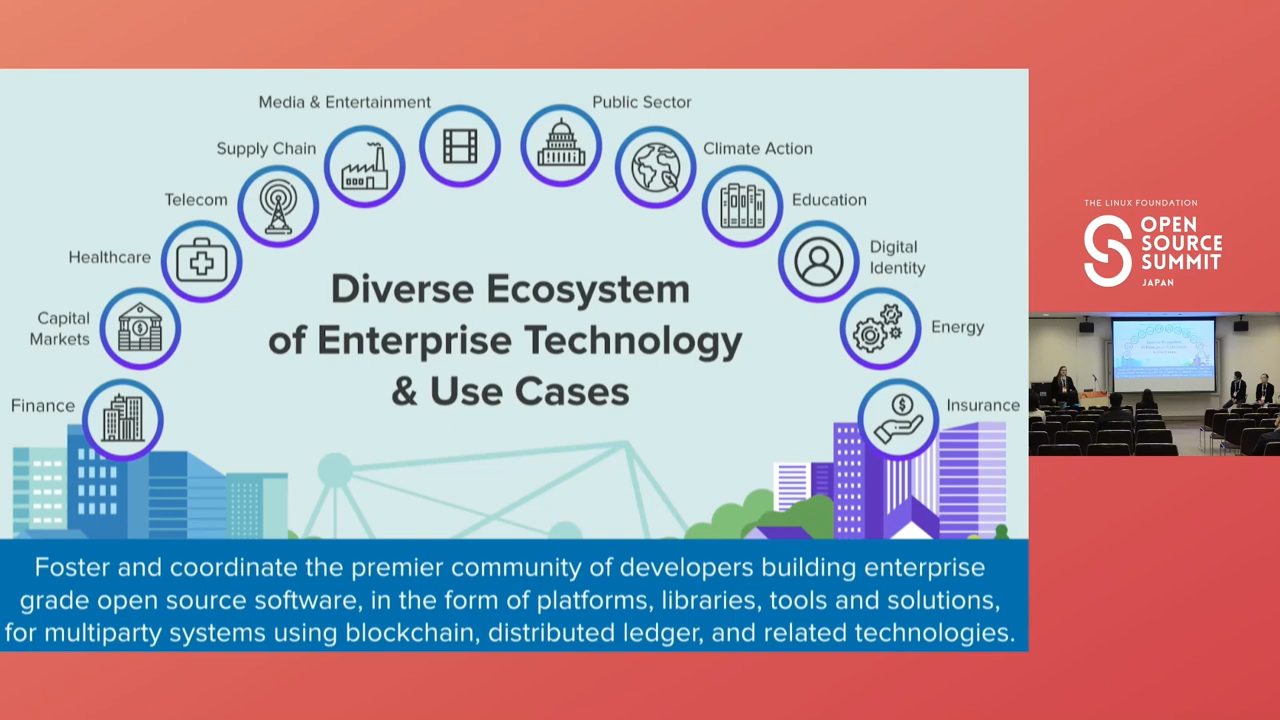 Media & Entertainment
Public Sector
Supply Chain
Climate Action
Telecom
Education
Healthcare
Digital
Identity
Capital
Markets
Energy
Finance
Insurance
Diverse Ecosystem
of Enterprise Technology
& Use Cases
Foster and coordinate the premier community of developers building enterprise
grade open source software, in the form of platforms, libraries, tools and solutions,
for multiparty systems using blockchain, distributed ledger, and related technologies.
THE LINUX FOUNDATION
OPEN
SOURCE
SUMMIT
JAPAN